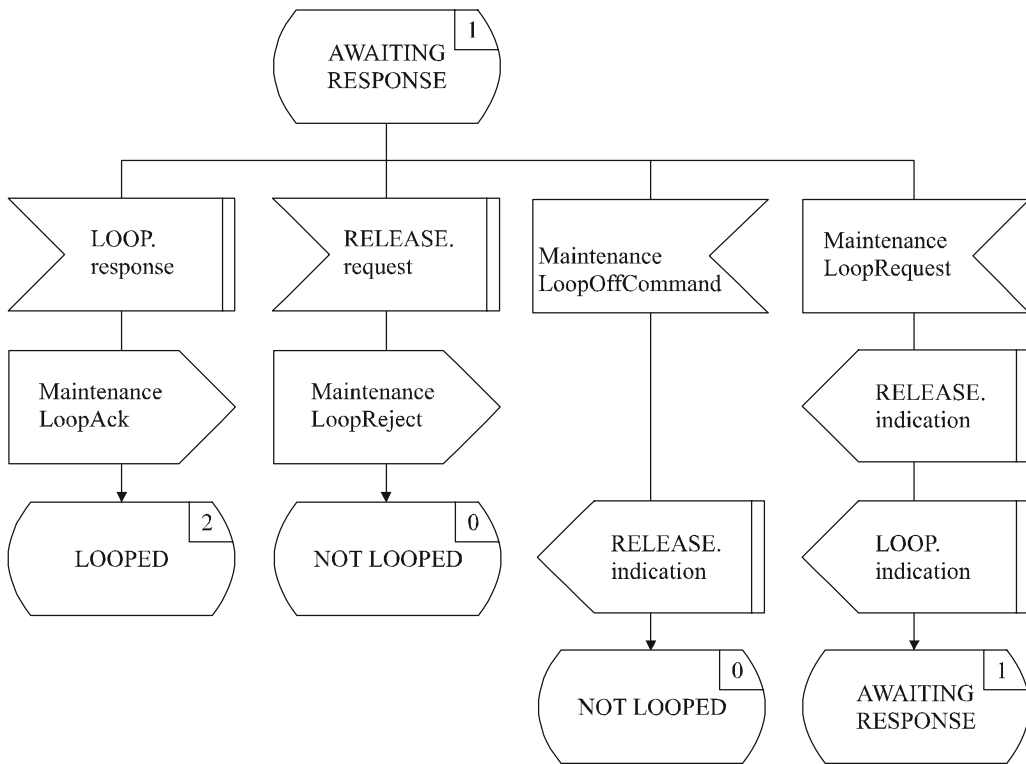 1
AWAITING
RESPONSE
LOOP.
response
RELEASE.
request
Maintenance
LoopOffCommand
Maintenance
LoopRequest
Maintenance
LoopAck
Maintenance
LoopReject
RELEASE.
indication
2
LOOPED
0
NOT LOOPED
RELEASE.
indication
LOOP.
indication
0
NOT LOOPED
1
AWAITING
RESPONSE